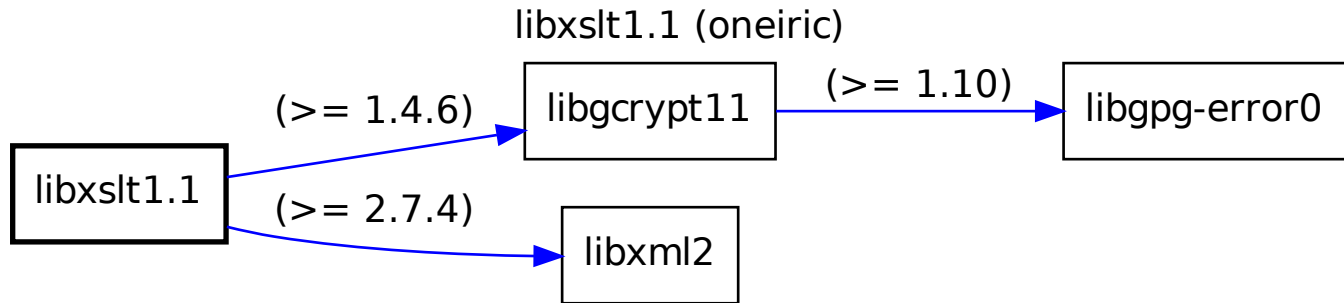 libxslt1.1 (oneiric)
(>= 1.4.6)
libgcrypt11
(>= 1.10)
libgpg-error0
libxslt1.1
(>= 2.7.4)
libxml2